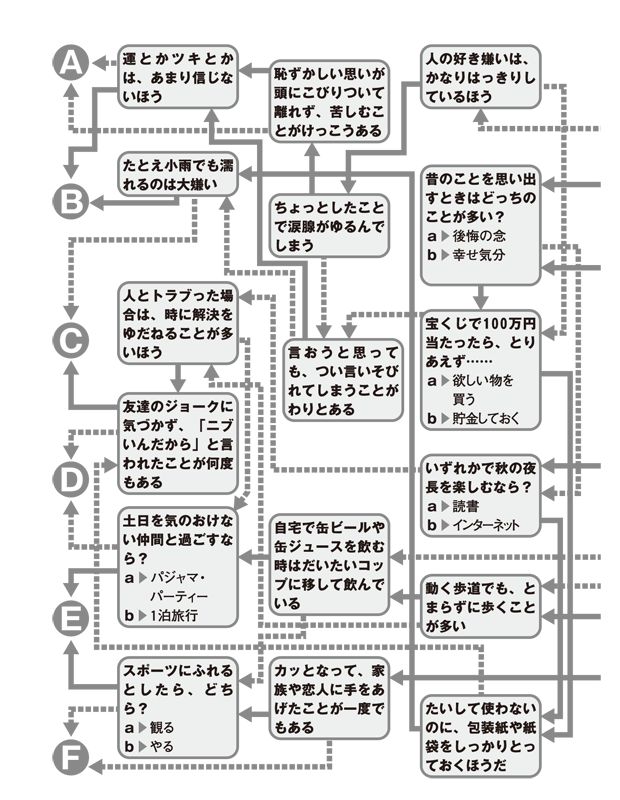 A
運とかツキとか
は、あまり信じな
いほう
恥ずかしい思いが
頭にこびりついて
離れず、苦しむこ
とがけっこうある
人の好き嫌いは、
かなりはっきりし
ているほう
B
たとえ小雨でも濡
れるのは大嫌い
ちょっとしたこと
で涙腺がゆるんで
しまう
昔のことを思い出
すときはどっちの
ことが多い?
a▶後悔の念
b▶幸せ気分
C
人とトラブった場
合は、時に解決を
ゆだねることが多
いほう
言おうと思って
も、つい言いそび
れてしまうことが
わりとある
宝くじで100万円
当たったら、とり
あえず……
a▶欲しい物を
買う
b▶貯金しておく
友達のジョークに
気づかず、「ニブ
いんだから」と言
われたことが何度
もある
D
いずれかで秋の夜
長を楽しむなら?
a▶読書
b▶インターネット
土日を気のおけな
い仲間と過ごすな
ら?
a▶パジャマ・
パーティー
b▶1泊旅行
自宅で缶ビールや
缶ジュースを飲む
時はだいたいコッ
プに移して飲んで
いる
動く歩道でも、と
まらずに歩くこと
が多い
E
スポーツにふれる
としたら、どち
ら?
a▶観る
b▶やる
カッとなって、家
族や恋人に手をあ
げたことが一度で
もある
たいして使わない
のに、包装紙や紙
袋をしっかりとっ
ておくほうだ
F